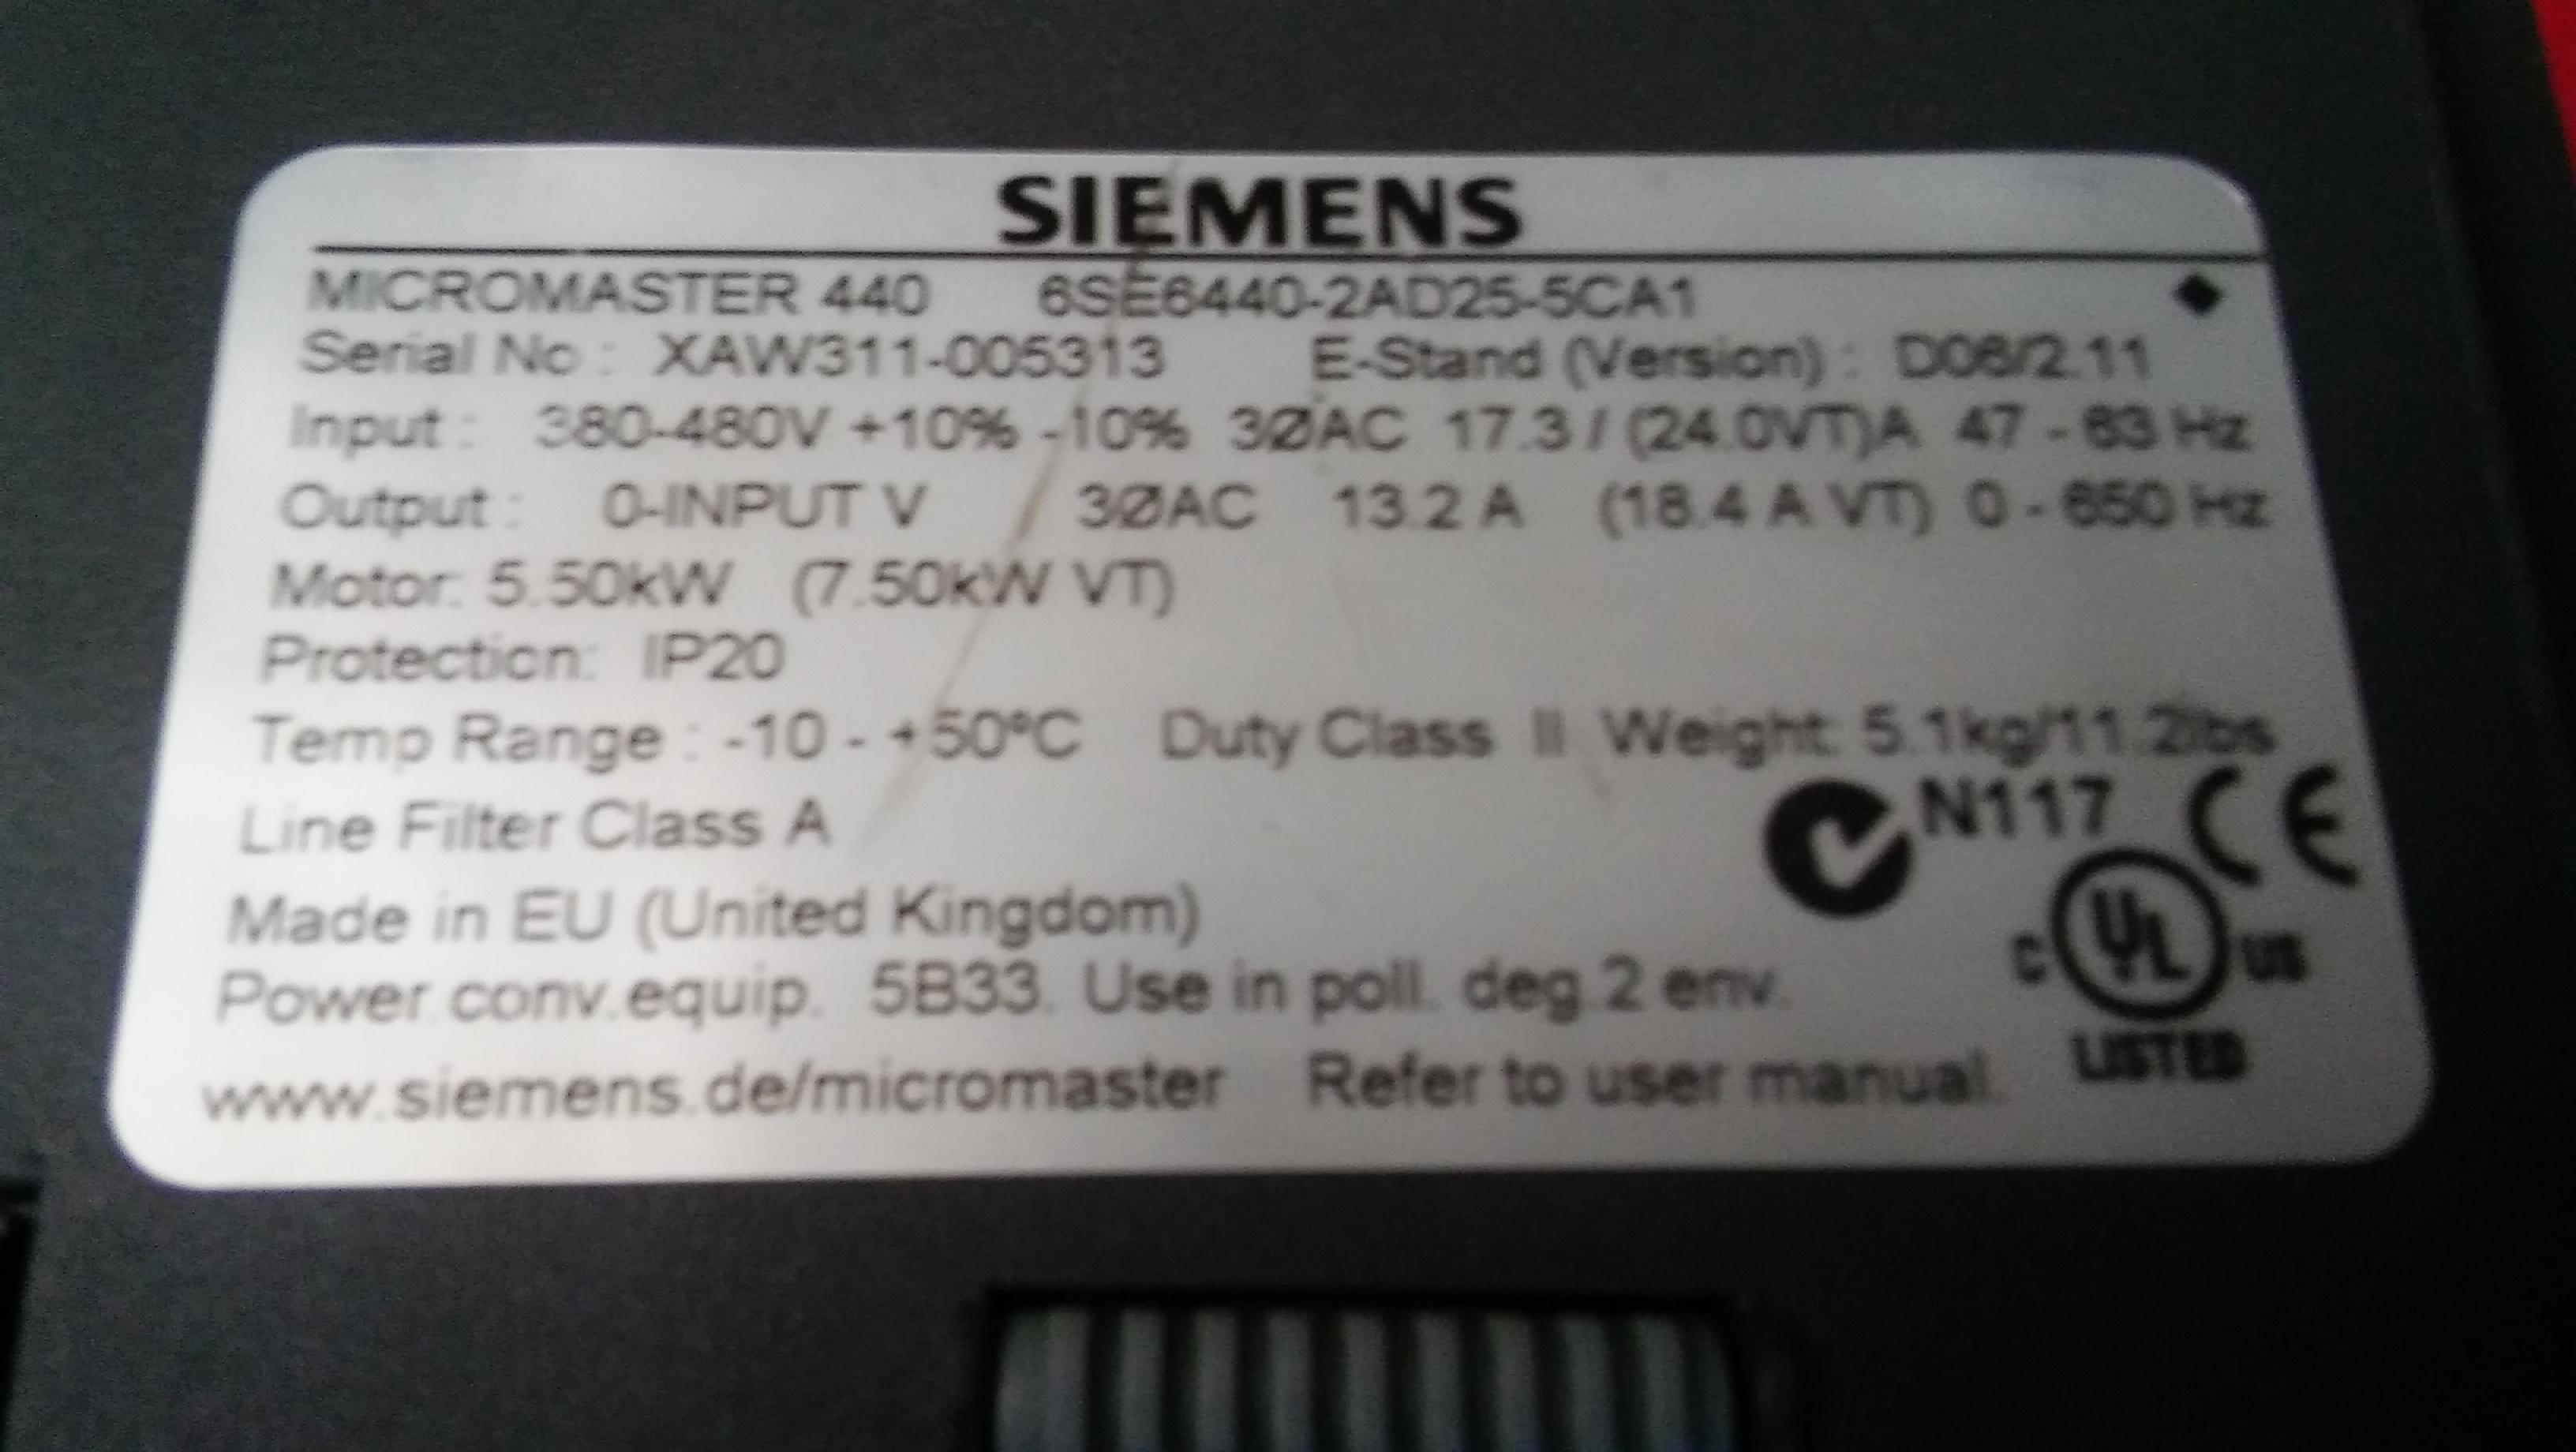 SIEMENS
MICROMASTER 440 6SE6440-2AD25-5CA1
Serial No : XAW311-005313 E-Stand (Version) : D06/2.11
Input : 380-480V +10% -10% 3ØAC 17.3 / (24.0VT)A 47 - 63 Hz
Output : 0-INPUT V 3ØAC 13.2 A (18.4 A VT) 0 - 650 Hz
Motor: 5.50kW (7.50kW VT)
Protection: IP20
Temp Range : -10 - +50°C Duty Class II Weight: 5.1kg/11.2lbs
Line Filter Class A
N117 CE
Made in EU (United Kingdom)
C UL US
Power conv.equip. 5B33. Use in poll. deg.2 env.
LISTED
www.siemens.de/micromaster Refer to user manual.